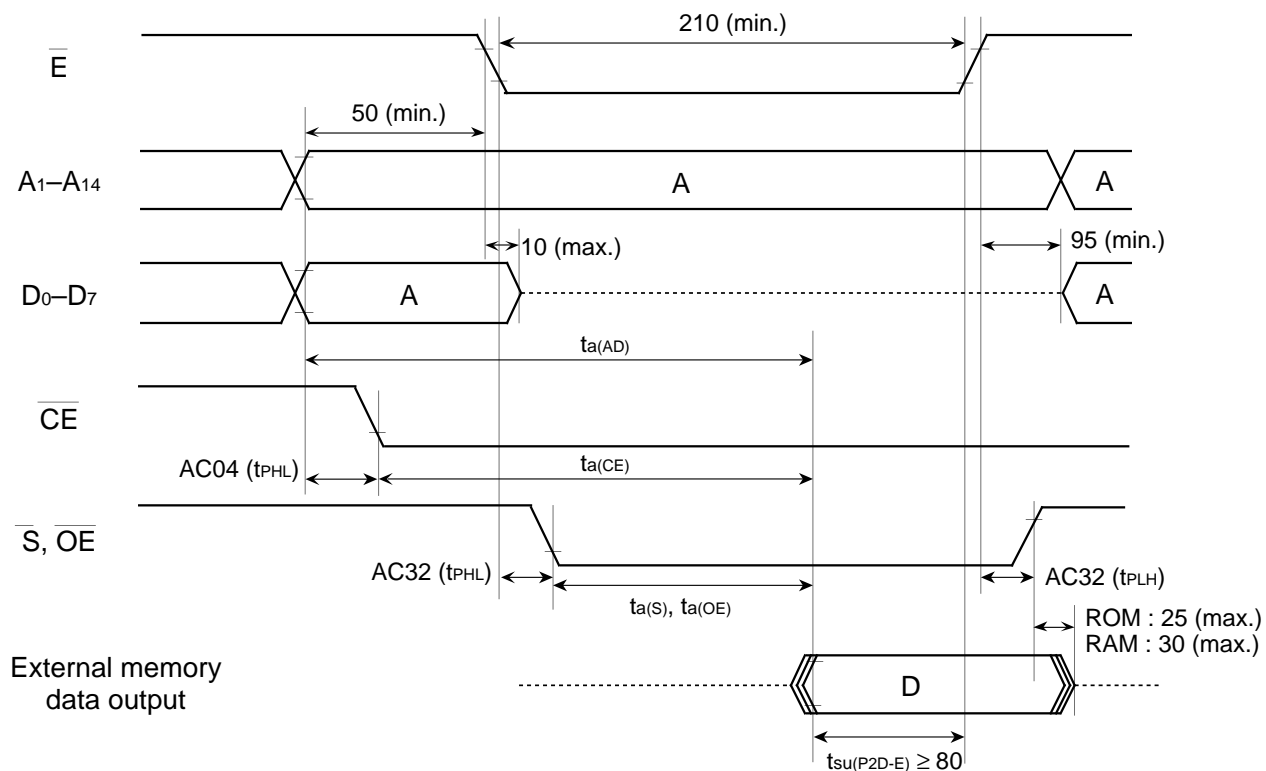 210 (min.)
E
50 (min.)
A1–A14
A
A
10 (max.)
95 (min.)
D0–D7
A
A
ta(AD)
CE
AC04 (tPHL)
ta(CE)
S, OE
AC32 (tPHL)
AC32 (tPLH)
ta(S), ta(OE)
ROM : 25 (max.)
RAM : 30 (max.)
External memory
data output
D
tsu(P2D-E) ≥ 80